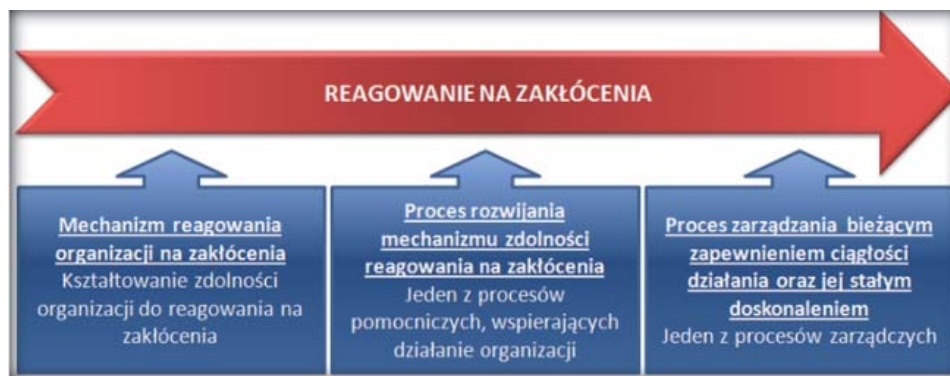 REAGOWANIE NA ZAKŁÓCENIA
Mechanizm reagowania
organizacji na zakłócenia
Kształtowanie zdolności
organizacji do reagowania na
zakłócenia
Proces rozwijania
mechanizmu zdolności
reagowania na zakłócenia
Jeden z procesów
pomocniczych, wspierających
działanie organizacji
Proces zarządzania bieżącym
zapewnieniem ciągłości
działania oraz jej stałym
doskonaleniem
Jeden z procesów zarządczych